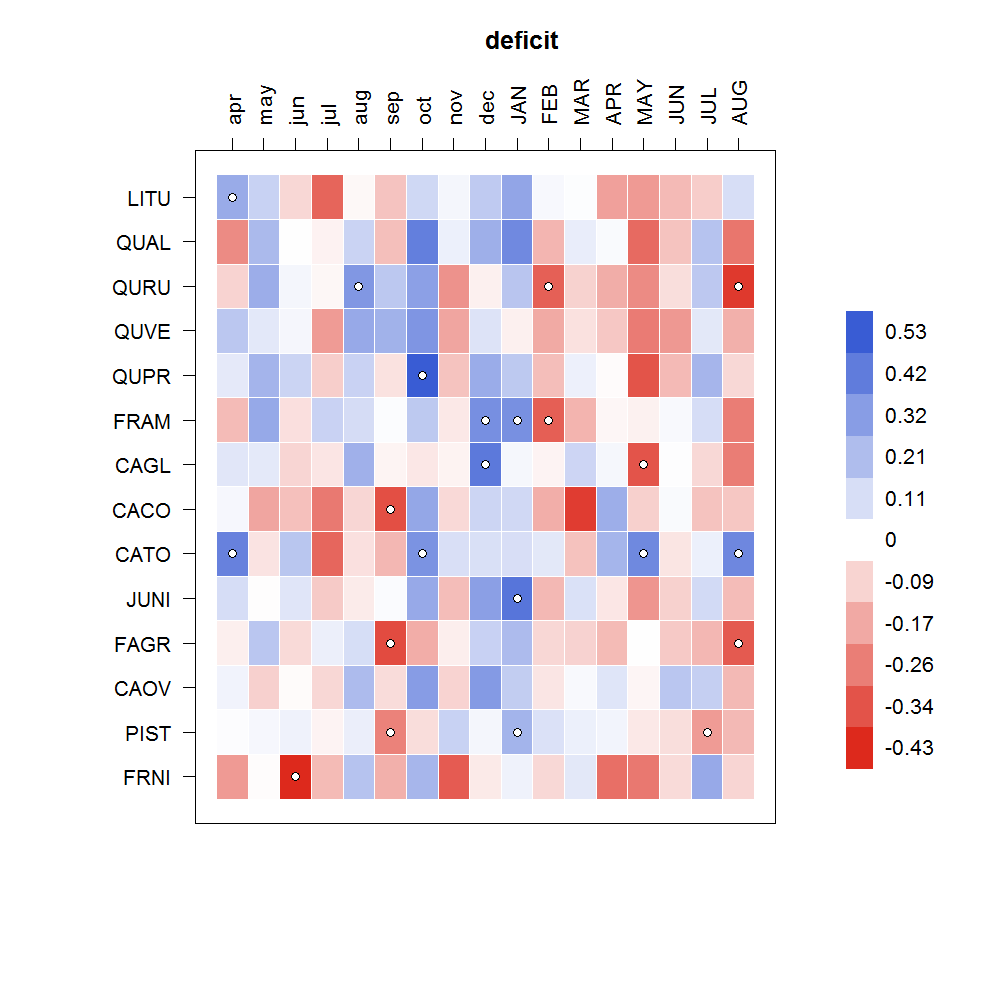 deficit
apr may jun jul aug sep oct nov dec JAN FEB MAR APR MAY JUN JUL AUG
LITU
QUAL
QURU
QUVE
QUPR
FRAM
CAGL
CACO
CATO
JUNI
FAGR
CAOV
PIST
FRNI
0.53
0.42
0.32
0.21
0.11
0
-0.09
-0.17
-0.26
-0.34
-0.43